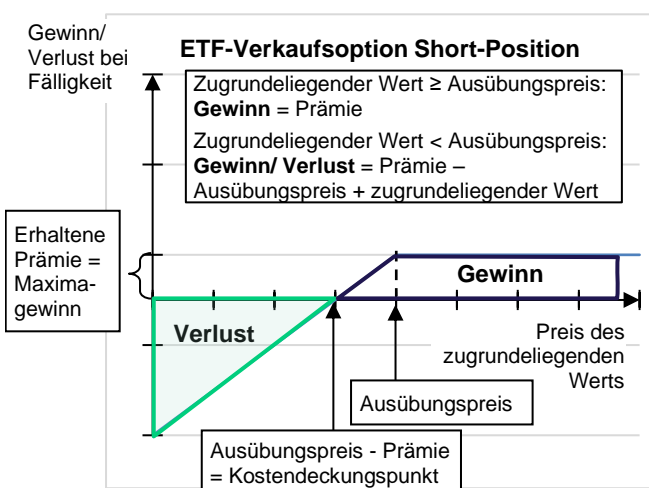 Gewinn/
Verlust bei
Fälligkeit
ETF-Verkaufsoption Short-Position
Zugrundeliegender Wert ≥ Ausübungspreis:
Gewinn = Prämie
Zugrundeliegender Wert < Ausübungspreis:
Gewinn/ Verlust = Prämie –
Ausübungspreis + zugrundeliegender Wert
Erhaltene
Prämie =
Maxima-
gewinn
Gewinn
Verlust
Preis des
zugrundeliegenden
Werts
Ausübungspreis
Ausübungspreis - Prämie
= Kostendeckungspunkt